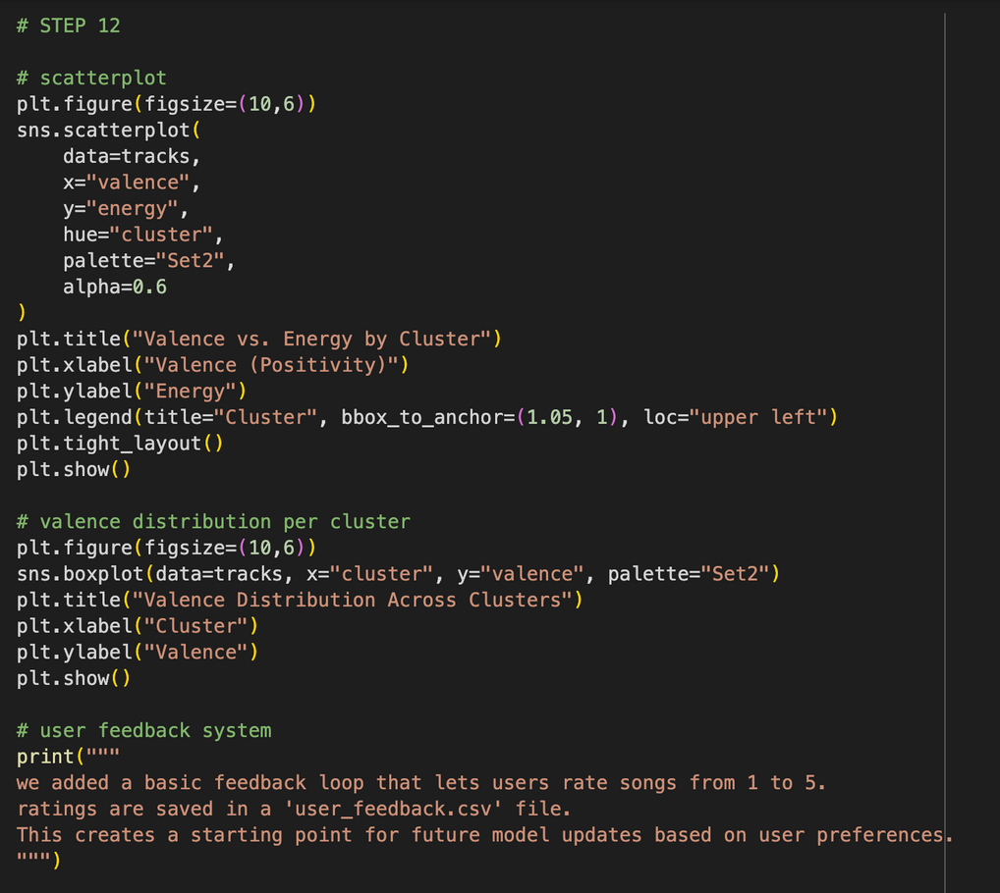 # STEP 12
# scatterplot
plt.figure(figsize=(10,6))
sns.scatterplot(
    data=tracks,
    x="valence",
    y="energy",
    hue="cluster",
    palette="Set2",
    alpha=0.6
)
plt.title("Valence vs. Energy by Cluster")
plt.xlabel("Valence (Positivity)")
plt.ylabel("Energy")
plt.legend(title="Cluster", bbox_to_anchor=(1.05, 1), loc="upper left")
plt.tight_layout()
plt.show()
# valence distribution per cluster
plt.figure(figsize=(10,6))
sns.boxplot(data=tracks, x="cluster", y="valence", palette="Set2")
plt.title("Valence Distribution Across Clusters")
plt.xlabel("Cluster")
plt.ylabel("Valence")
plt.show()
# user feedback system
print("""
we added a basic feedback loop that lets users rate songs from 1 to 5.
ratings are saved in a 'user_feedback.csv' file.
This creates a starting point for future model updates based on user preferences.
""")